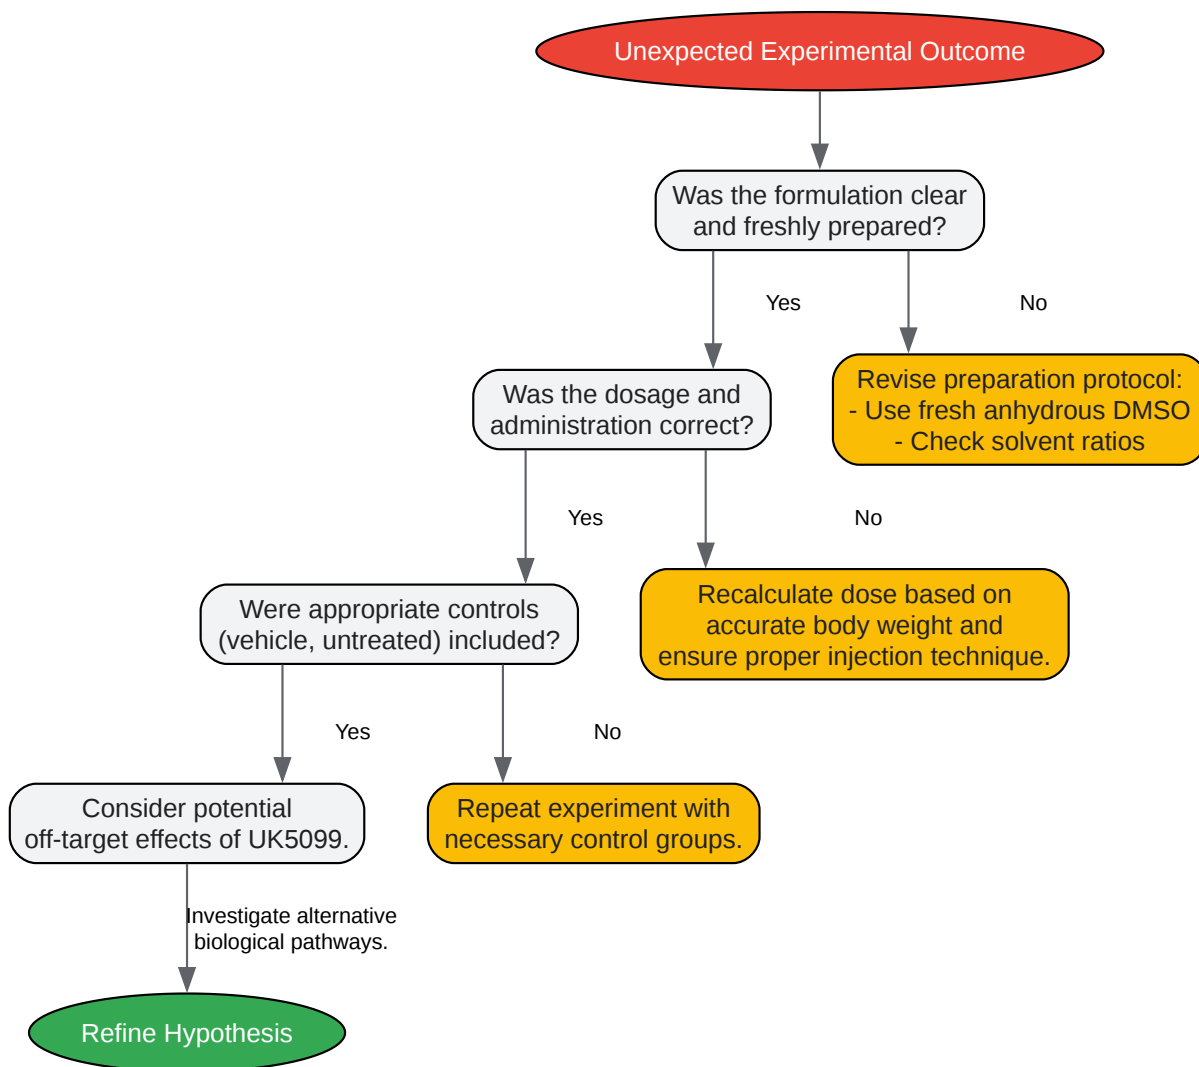 Unexpected Experimental Outcome
Was the formulation clear
and freshly prepared?
Yes
No
Revise preparation protocol:
- Use fresh anhydrous DMSO
- Check solvent ratios
Was the dosage and
administration correct?
Yes
No
Recalculate dose based on
accurate body weight and
ensure proper injection technique.
Were appropriate controls
(vehicle, untreated) included?
Yes
No
Repeat experiment with
necessary control groups.
Consider potential
off-target effects of UK5099.
Investigate alternative
biological pathways.
Refine Hypothesis